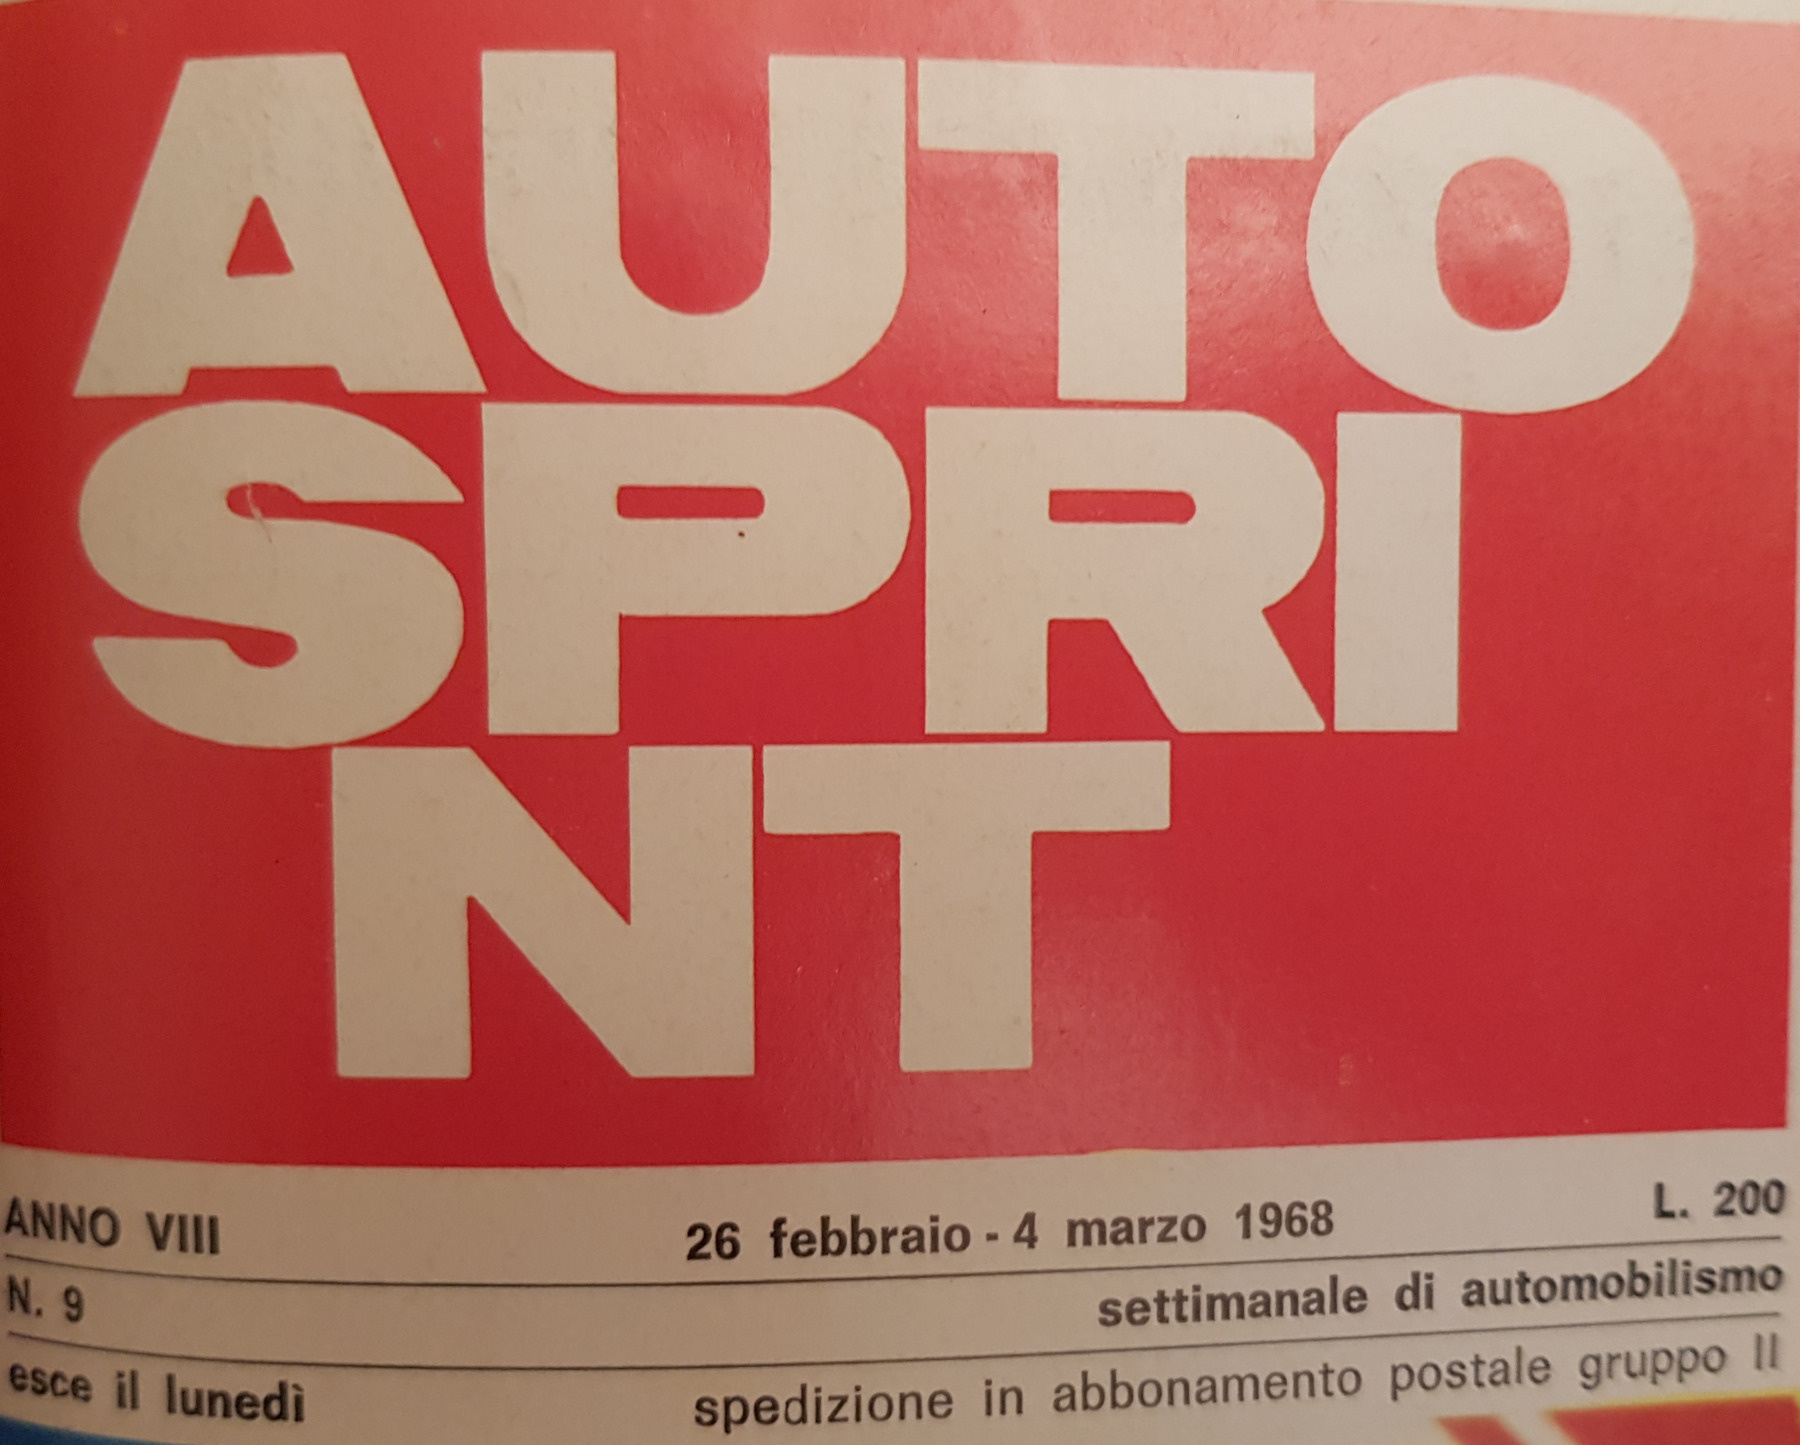 AUTO
SPRI
NT
ANNO VIII 26 febbraio - 4 marzo 1968 L. 200
N. 9 settimanale di automobilismo
esce il lunedì spedizione in abbonamento postale gruppo II